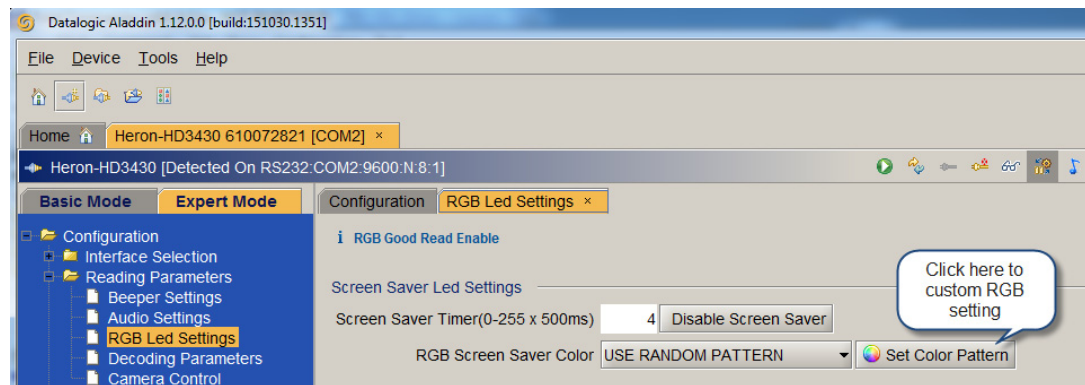 Datalogic Aladdin 1.12.0.0 [build:151030.1351]
File Device Tools Help
Home Heron-HD3430 610072821 [COM2] ×
Heron-HD3430 [Detected On RS232:COM2:9600:N:8:1]
Basic Mode Expert Mode Configuration RGB Led Settings ×
Configuration
i RGB Good Read Enable
Interface Selection
Reading Parameters
Click here to
custom RGB
setting
Screen Saver Led Settings
Beeper Settings
Audio Settings
Screen Saver Timer(0-255 x 500ms) 4 Disable Screen Saver
RGB Led Settings
Decoding Parameters
RGB Screen Saver Color USE RANDOM PATTERN Set Color Pattern
Camera Control